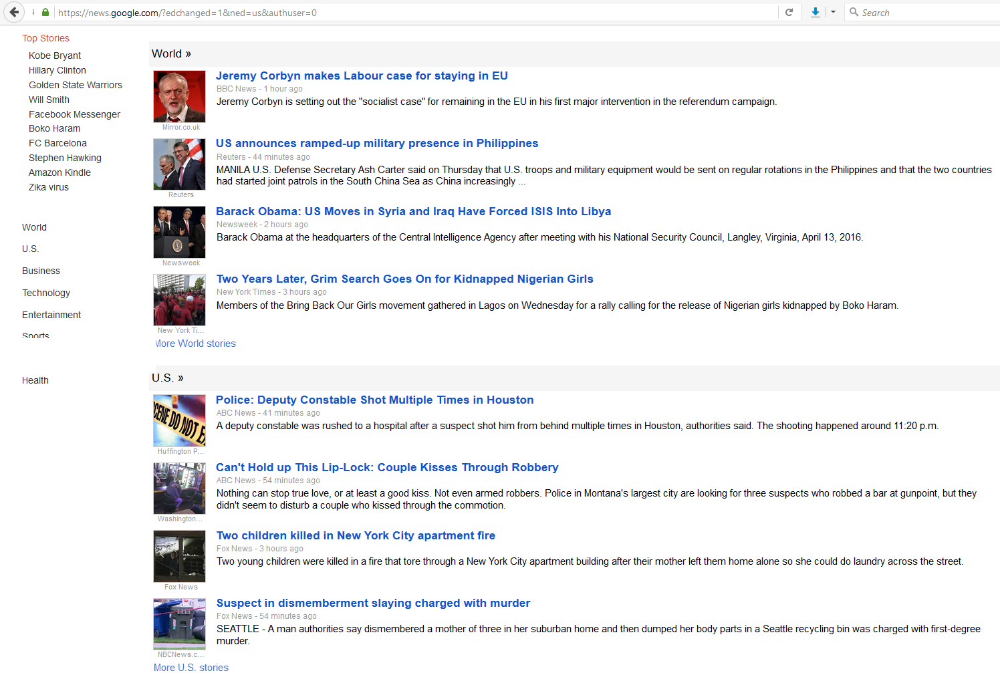 https://news.google.com/?edchanged=1&ned=us&authuser=0
Search
Top Stories
Kobe Bryant
Hillary Clinton
Golden State Warriors
Will Smith
Facebook Messenger
Boko Haram
FC Barcelona
Stephen Hawking
Amazon Kindle
Zika virus
World
U.S.
Business
Technology
Entertainment
Sports
Health
World »
Jeremy Corbyn makes Labour case for staying in EU
BBC News - 1 hour ago
Jeremy Corbyn is setting out the "socialist case" for remaining in the EU in his first major intervention in the referendum campaign.
Mirror.co.uk
US announces ramped-up military presence in Philippines
Reuters - 44 minutes ago
MANILA U.S. Defense Secretary Ash Carter said on Thursday that U.S. troops and military equipment would be sent on regular rotations in the Philippines and that the two countries
had started joint patrols in the South China Sea as China increasingly ...
Reuters
Barack Obama: US Moves in Syria and Iraq Have Forced ISIS Into Libya
Newsweek - 2 hours ago
Barack Obama at the headquarters of the Central Intelligence Agency after meeting with his National Security Council, Langley, Virginia, April 13, 2016.
Newsweek
Two Years Later, Grim Search Goes On for Kidnapped Nigerian Girls
New York Times - 3 hours ago
Members of the Bring Back Our Girls movement gathered in Lagos on Wednesday for a rally calling for the release of Nigerian girls kidnapped by Boko Haram.
New York Ti...
More World stories
U.S. »
Police: Deputy Constable Shot Multiple Times in Houston
ABC News - 41 minutes ago
A deputy constable was rushed to a hospital after a suspect shot him from behind multiple times in Houston, authorities said. The shooting happened around 11:20 p.m.
CENE DO NOT E
Huffington P...
Can't Hold up This Lip-Lock: Couple Kisses Through Robbery
ABC News - 54 minutes ago
Nothing can stop true love, or at least a good kiss. Not even armed robbers. Police in Montana's largest city are looking for three suspects who robbed a bar at gunpoint, but they
didn't seem to disturb a couple who kissed through the commotion.
Washington...
Two children killed in New York City apartment fire
Fox News - 3 hours ago
Two young children were killed in a fire that tore through a New York City apartment building after their mother left them home alone so she could do laundry across the street.
Fox News
Suspect in dismemberment slaying charged with murder
Fox News - 54 minutes ago
SEATTLE - A man authorities say dismembered a mother of three in her suburban home and then dumped her body parts in a Seattle recycling bin was charged with first-degree
murder.
NBCNews.c...
More U.S. stories